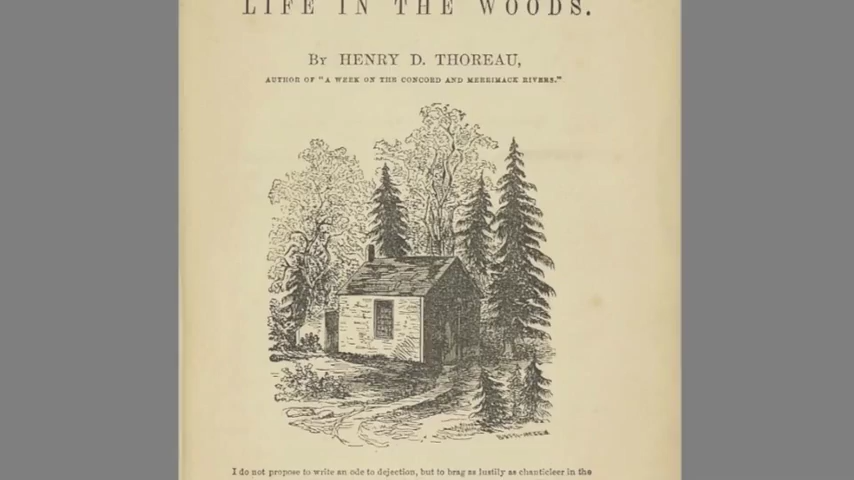 LIFE IN THE WOODS.
BY HENRY D. THOREAU,
AUTHOR OF "A WEEK ON THE CONCORD AND MERRIMACK RIVERS."
I do not propose to write an ode to dejection, but to brag as lustily as chanticleer in the